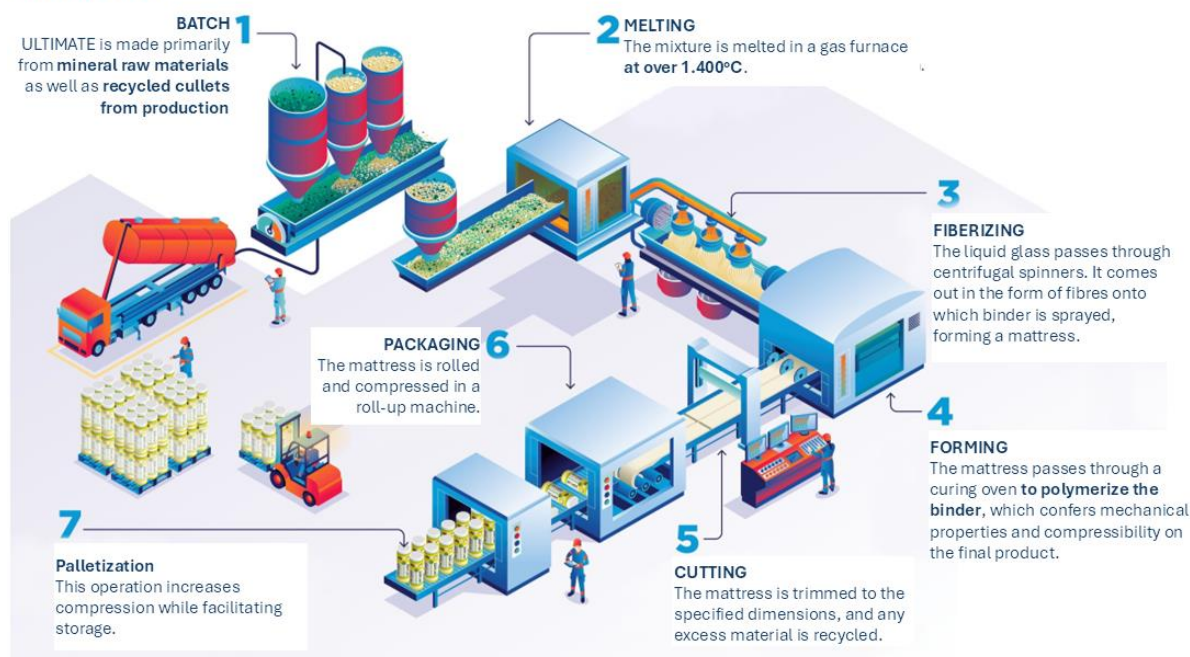 1
BATCH
ULTIMATE is made primarily
from mineral raw materials
as well as recycled cullets
from production
2
MELTING
The mixture is melted in a gas furnace
at over 1.400ºC.
3
FIBERIZING
The liquid glass passes through
centrifugal spinners. It comes
out in the form of fibres onto
which binder is sprayed,
forming a mattress.
4
FORMING
The mattress passes through a
curing oven to polymerize the
binder, which confers mechanical
properties and compressibility on
the final product.
5
CUTTING
The mattress is trimmed to the
specified dimensions, and any
excess material is recycled.
6
PACKAGING
The mattress is rolled
and compressed in a
roll-up machine.
7
Palletization
This operation increases
compression while facilitating
storage.